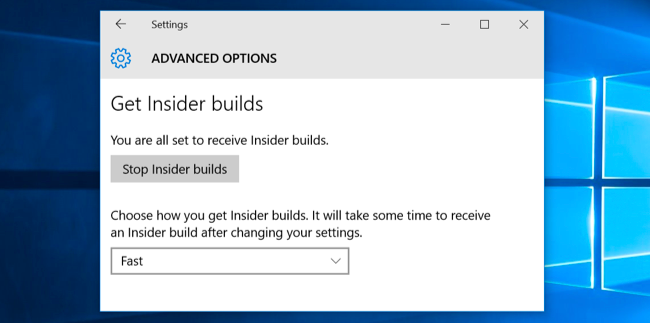 Settings
ADVANCED OPTIONS
Get Insider builds
You are all set to receive Insider builds.
Stop Insider builds
Choose how you get Insider builds. It will take some time to receive
an Insider build after changing your settings.
Fast